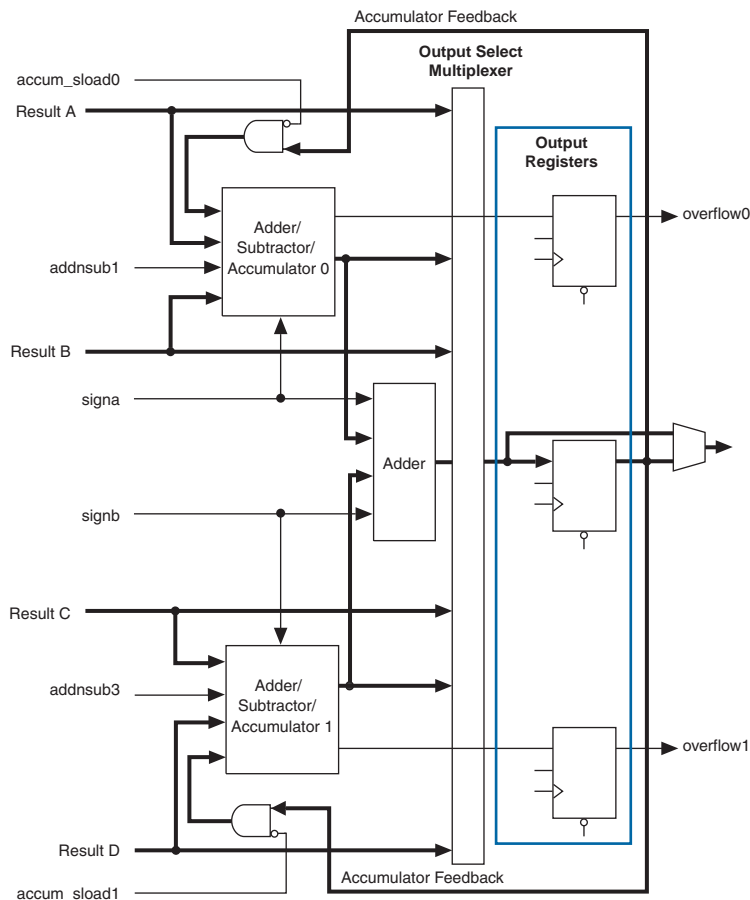 Accumulator Feedback
Output Select
Multiplexer
accum_sload0
Result A
Output
Registers
Adder/
Subtractor/
Accumulator 0
overflow0
addnsub1
Result B
signa
Adder
signb
Result C
Adder/
Subtractor/
Accumulator 1
addnsub3
overflow1
Result D
Accumulator Feedback
accum_sload1